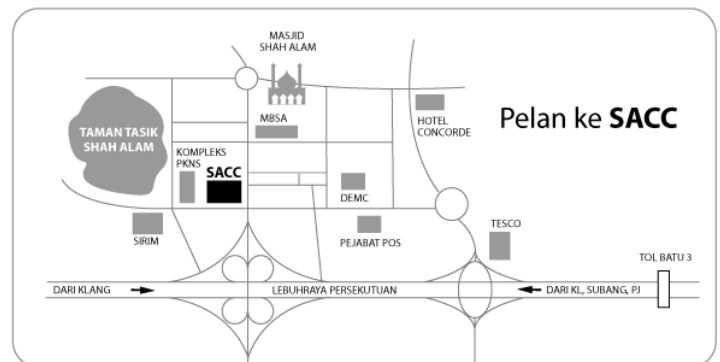 MASJID
SHAH ALAM
Pelan ke SACC
HOTEL
CONCORDE
MBSA
TAMAN TASIK
SHAH ALAM
KOMPLEKS
PKNS
SACC
DEMC
SIRIM
PEJABAT POS
TESCO
TOL BATU 3
DARI KLANG
LEBUHRAYA PERSEKUTUAN
DARI KL, SUBANG, PJ